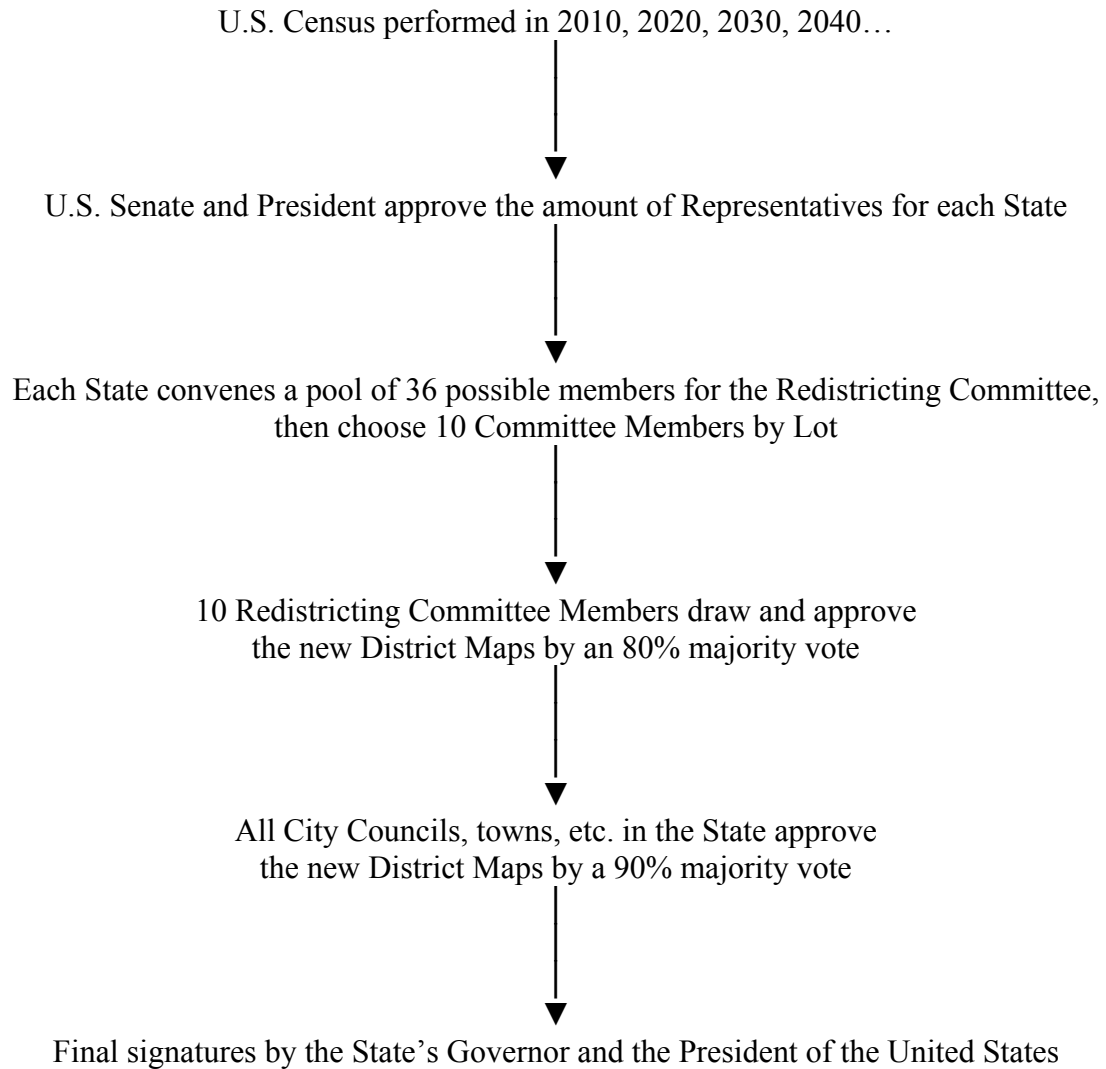 U.S. Census performed in 2010, 2020, 2030, 2040…
U.S. Senate and President approve the amount of Representatives for each State
Each State convenes a pool of 36 possible members for the Redistricting Committee,
then choose 10 Committee Members by Lot
10 Redistricting Committee Members draw and approve
the new District Maps by an 80% majority vote
All City Councils, towns, etc. in the State approve
the new District Maps by a 90% majority vote
Final signatures by the State’s Governor and the President of the United States